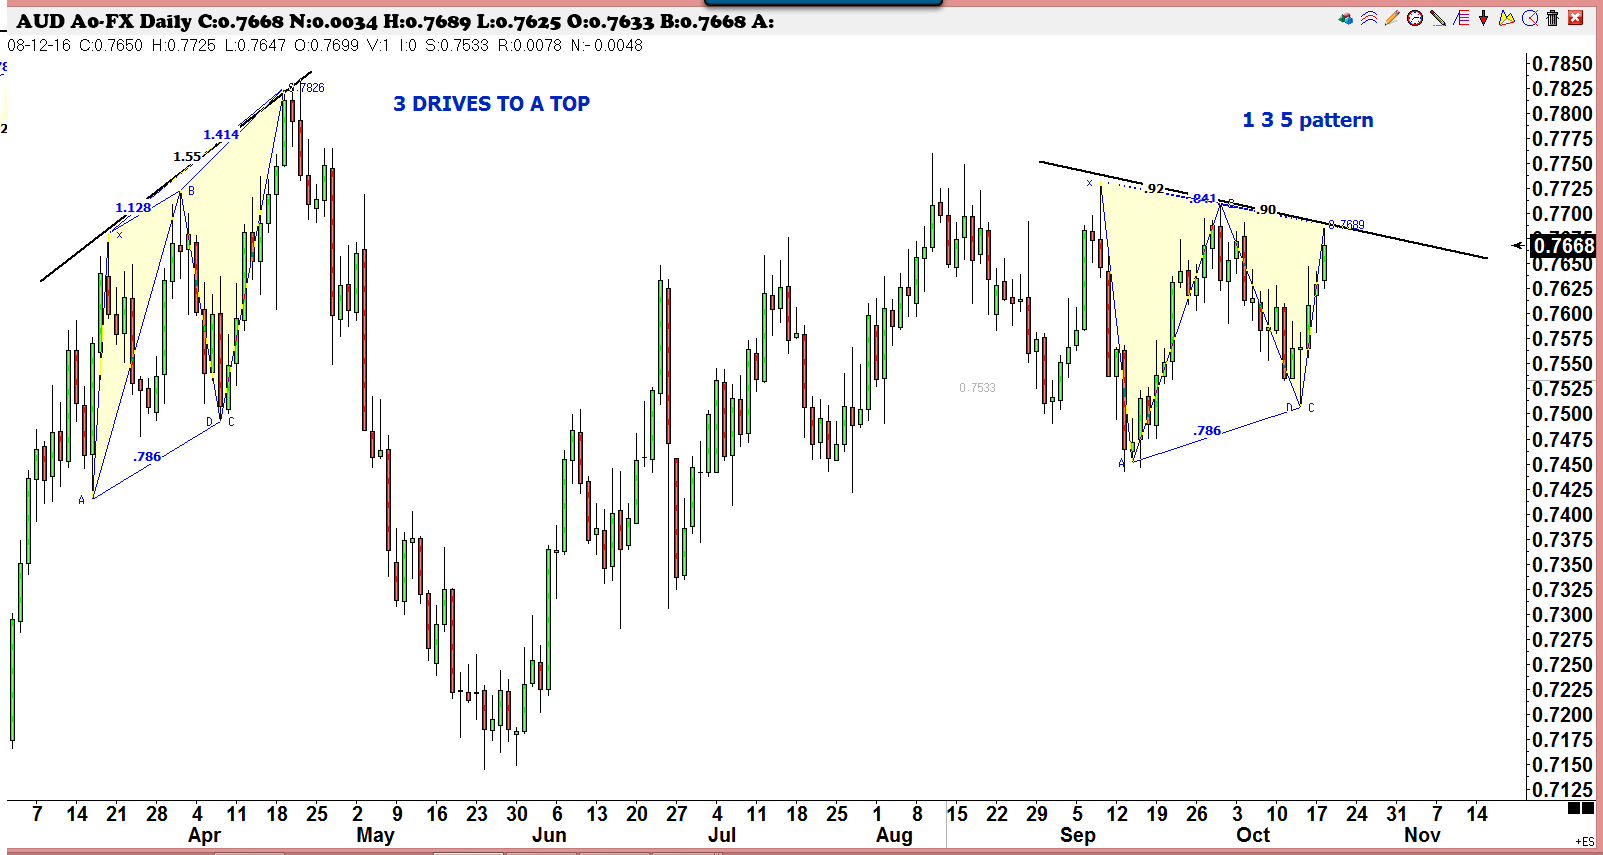 AUD A0-FX Daily C:0.7668 N:0.0034 H:0.7689 L:0.7625 O:0.7633 B:0.7668 A:
08-12-16 C:0.7650 H:0.7725 L:0.7647 O:0.7699 V:1 I:0 S:0.7533 R:0.0078 N:-0.0048
3 DRIVES TO A TOP
1 3 5 pattern
0.7826
1.414
1.55
B
1.128
x
D C
.786
A
x
.92
.841
B
.90
0.7689
D C
.786
A
0.7533
0.7850
0.7825
0.7800
0.7775
0.7750
0.7725
0.7700
0.7668
0.7650
0.7625
0.7600
0.7575
0.7550
0.7525
0.7500
0.7475
0.7450
0.7425
0.7400
0.7375
0.7350
0.7325
0.7300
0.7275
0.7250
0.7225
0.7200
0.7175
0.7150
0.7125
7 14 21 28 4 11 18 25 2 9 16 23 30 6 13 20 27 4 11 18 25 1 8 15 22 29 5 12 19 26 3 10 17 24 31 7 14
Apr May Jun Jul Aug Sep Oct Nov
+ES